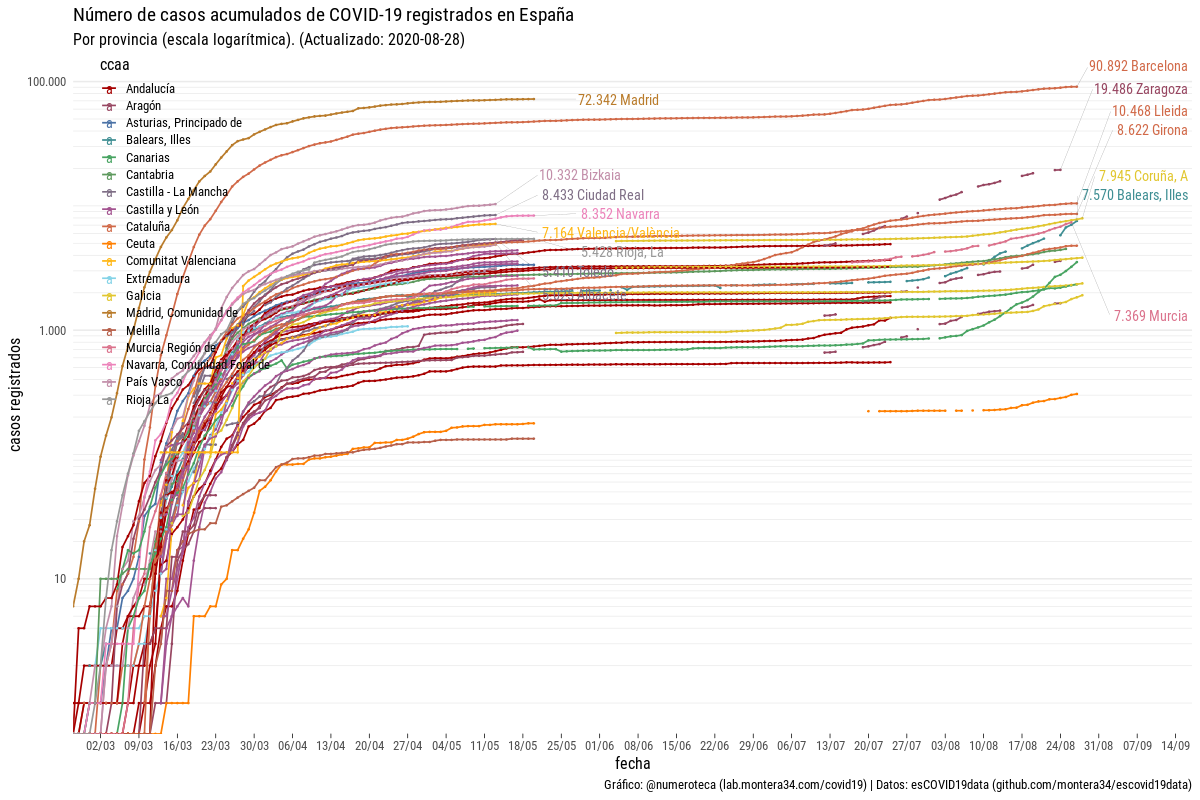 Número de casos acumulados de COVID-19 registrados en España
Por provincia (escala logarítmica). (Actualizado: 2020-08-28)
ccaa
Andalucía
Aragón
Asturias, Principado de
Balears, Illes
Canarias
Cantabria
Castilla - La Mancha
Castilla y León
Cataluña
Ceuta
Comunitat Valenciana
Extremadura
Galicia
Madrid, Comunidad de
Melilla
Murcia, Región de
Navarra, Comunidad Foral de
País Vasco
Rioja, La
casos registrados
100.000
1.000
10
72.342 Madrid
10.332 Bizkaia
8.433 Ciudad Real
8.352 Navarra
7.164 Valencia/València
5.428 Rioja, La
90.892 Barcelona
19.486 Zaragoza
10.468 Lleida
8.622 Girona
7.945 Coruña, A
7.570 Balears, Illes
7.369 Murcia
02/03 09/03 16/03 23/03 30/03 06/04 13/04 20/04 27/04 04/05 11/05 18/05 25/05 01/06 08/06 15/06 22/06 29/06 06/07 13/07 20/07 27/07 03/08 10/08 17/08 24/08 31/08 07/09 14/09
fecha
Gráfico: @numeroteca (lab.montera34.com/covid19) | Datos: esCOVID19data (github.com/montera34/escovid19data)